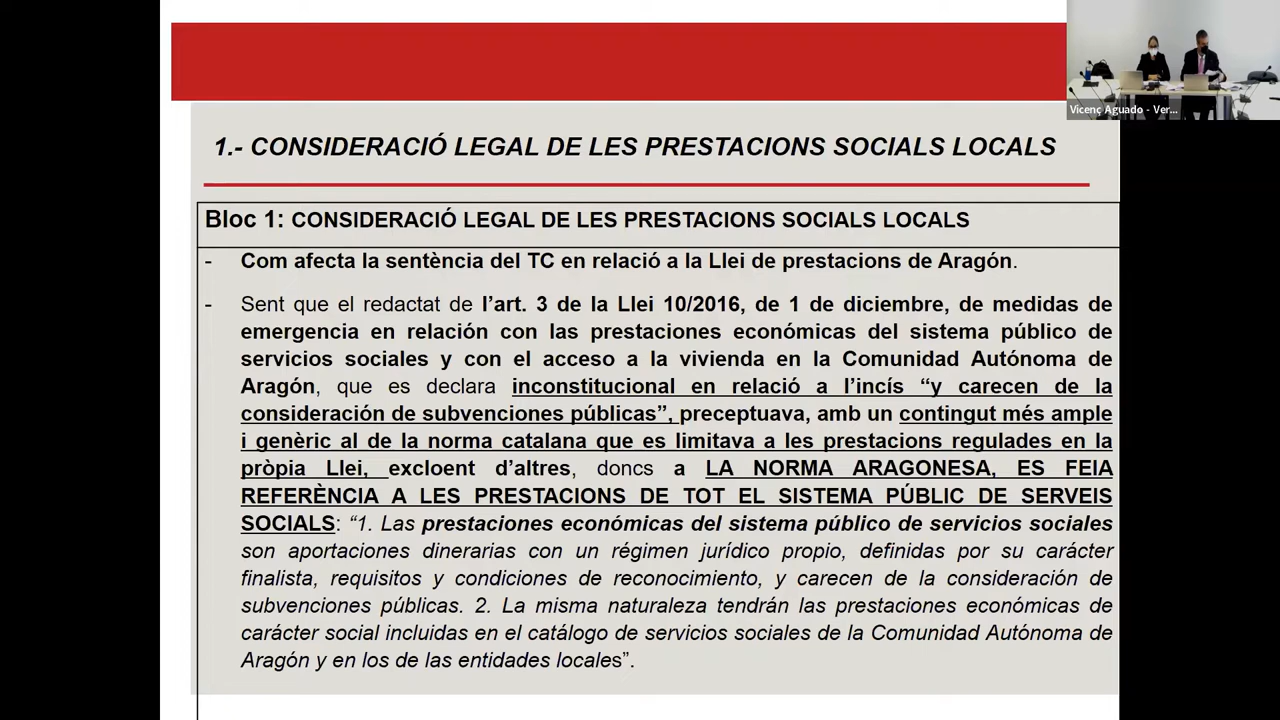 Vicenç Aguado - Ver...
1.- CONSIDERACIÓ LEGAL DE LES PRESTACIONS SOCIALS LOCALS
Bloc 1: CONSIDERACIÓ LEGAL DE LES PRESTACIONS SOCIALS LOCALS
- Com afecta la sentència del TC en relació a la Llei de prestacions de Aragón.
- Sent que el redactat de l’art. 3 de la Llei 10/2016, de 1 de diciembre, de medidas de
emergencia en relación con las prestaciones económicas del sistema público de
servicios sociales y con el acceso a la vivienda en la Comunidad Autónoma de
Aragón, que es declara inconstitucional en relació a l’incís “y carecen de la
consideración de subvenciones públicas”, preceptuava, amb un contingut més ample
i genèric al de la norma catalana que es limitava a les prestacions regulades en la
pròpia Llei, excloent d’altres, doncs a LA NORMA ARAGONESA, ES FEIA
REFERÈNCIA A LES PRESTACIONS DE TOT EL SISTEMA PÚBLIC DE SERVEIS
SOCIALS: “1. Las prestaciones económicas del sistema público de servicios sociales
son aportaciones dinerarias con un régimen jurídico propio, definidas por su carácter
finalista, requisitos y condiciones de reconocimiento, y carecen de la consideración de
subvenciones públicas. 2. La misma naturaleza tendrán las prestaciones económicas de
carácter social incluidas en el catálogo de servicios sociales de la Comunidad Autónoma de
Aragón y en los de las entidades locales”.